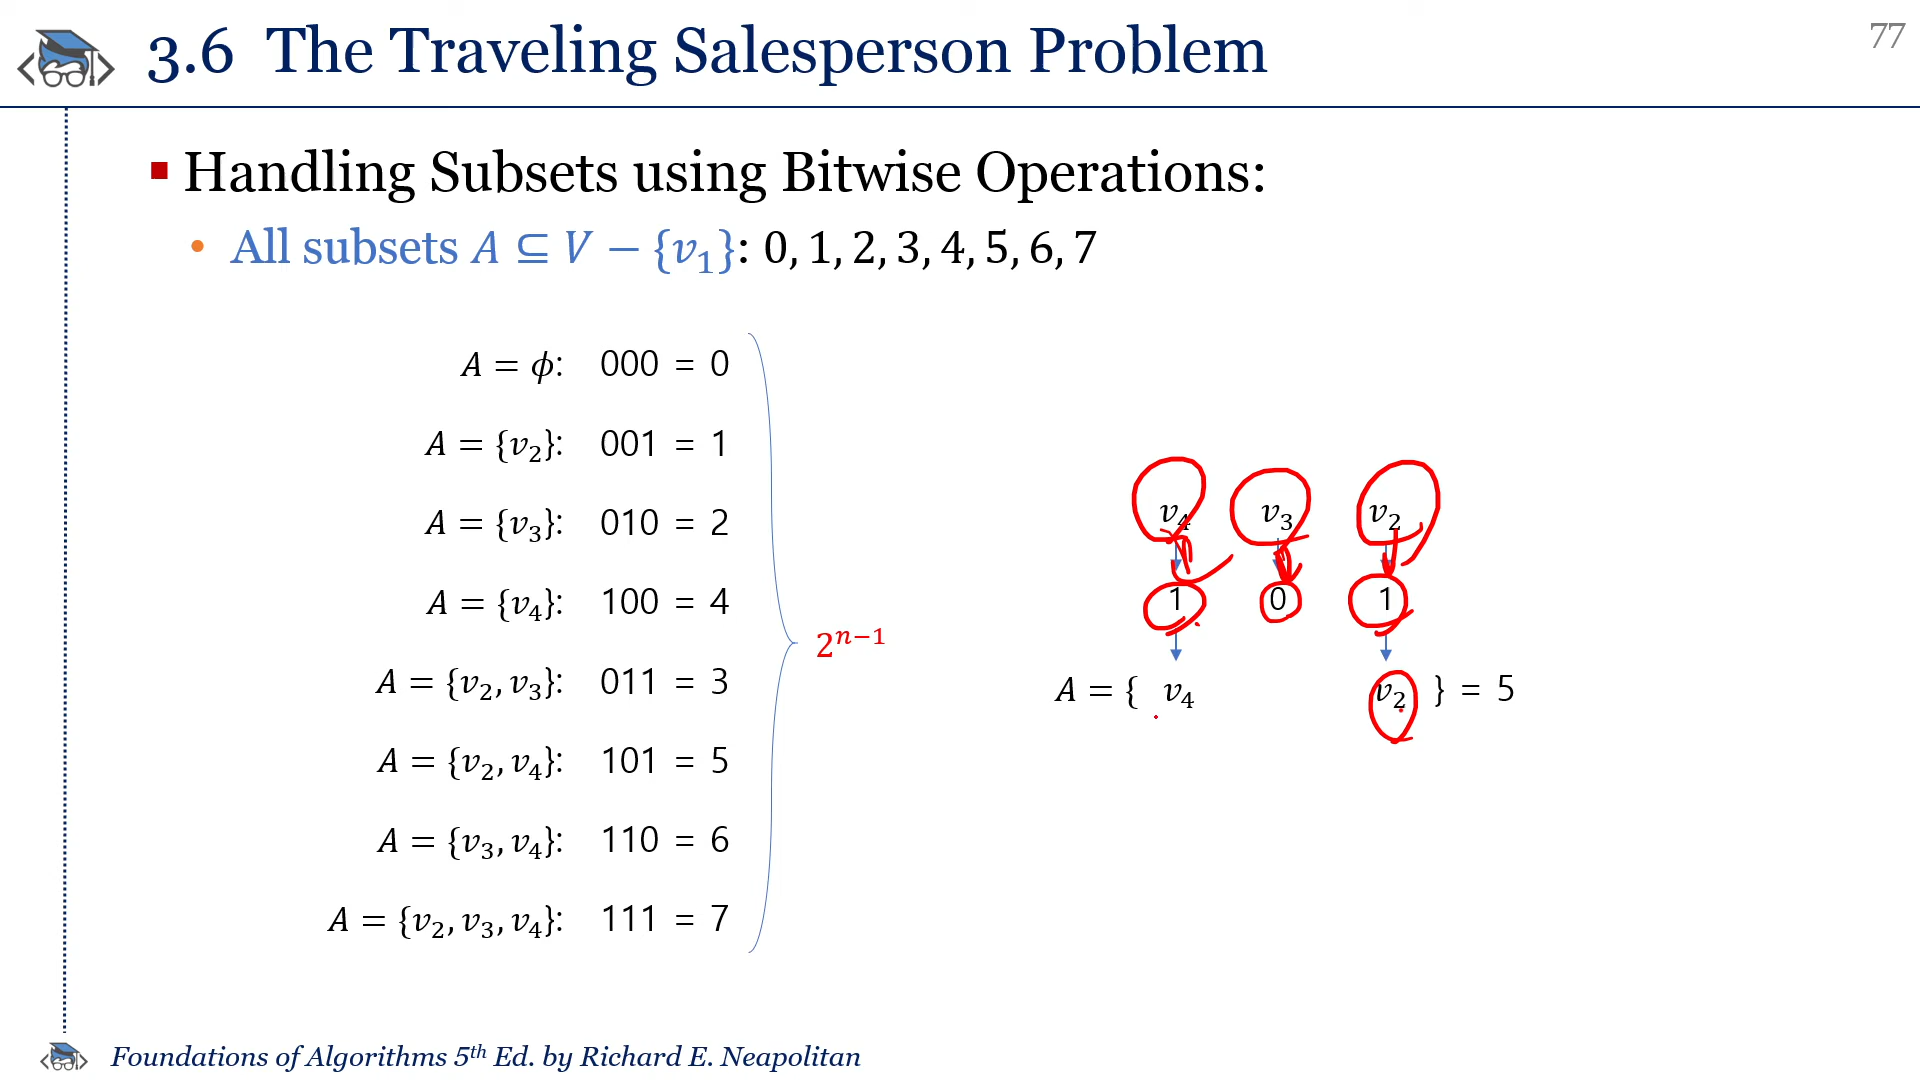 3.6 The Traveling Salesperson Problem
77
Handling Subsets using Bitwise Operations:
All subsets A ⊆ V − {v₁}: 0, 1, 2, 3, 4, 5, 6, 7
A = ϕ: 000 = 0
A = {v₂}: 001 = 1
A = {v₃}: 010 = 2
A = {v₄}: 100 = 4
A = {v₂, v₃}: 011 = 3
A = {v₂, v₄}: 101 = 5
A = {v₃, v₄}: 110 = 6
A = {v₂, v₃, v₄}: 111 = 7
2ⁿ⁻¹
v₄ v₃ v₂
1 0 1
A = { v₄ v₂ } = 5
Foundations of Algorithms 5th Ed. by Richard E. Neapolitan